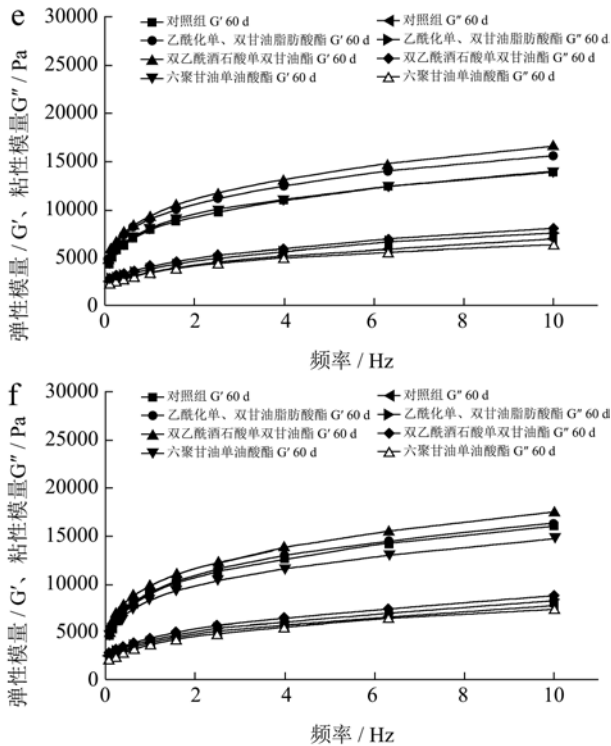 e
30000
25000
20000
15000
10000
5000
0
弹性模量 / G′、粘性模量G″ / Pa
对照组 G′ 60 d
乙酰化单、双甘油脂肪酸酯 G′ 60 d
双乙酰酒石酸单双甘油酯 G′ 60 d
六聚甘油单油酸酯 G′ 60 d
对照组 G″ 60 d
乙酰化单、双甘油脂肪酸酯 G″ 60 d
双乙酰酒石酸单双甘油酯 G″ 60 d
六聚甘油单油酸酯 G″ 60 d
0 2 4 6 8 10
频率 / Hz
f
30000
25000
20000
15000
10000
5000
0
弹性模量 / G′、粘性模量G″ / Pa
对照组 G′ 60 d
乙酰化单、双甘油脂肪酸酯 G′ 60 d
双乙酰酒石酸单双甘油酯 G′ 60 d
六聚甘油单油酸酯 G′ 60 d
对照组 G″ 60 d
乙酰化单、双甘油脂肪酸酯 G″ 60 d
双乙酰酒石酸单双甘油酯 G″ 60 d
六聚甘油单油酸酯 G″ 60 d
0 2 4 6 8 10
频率 / Hz